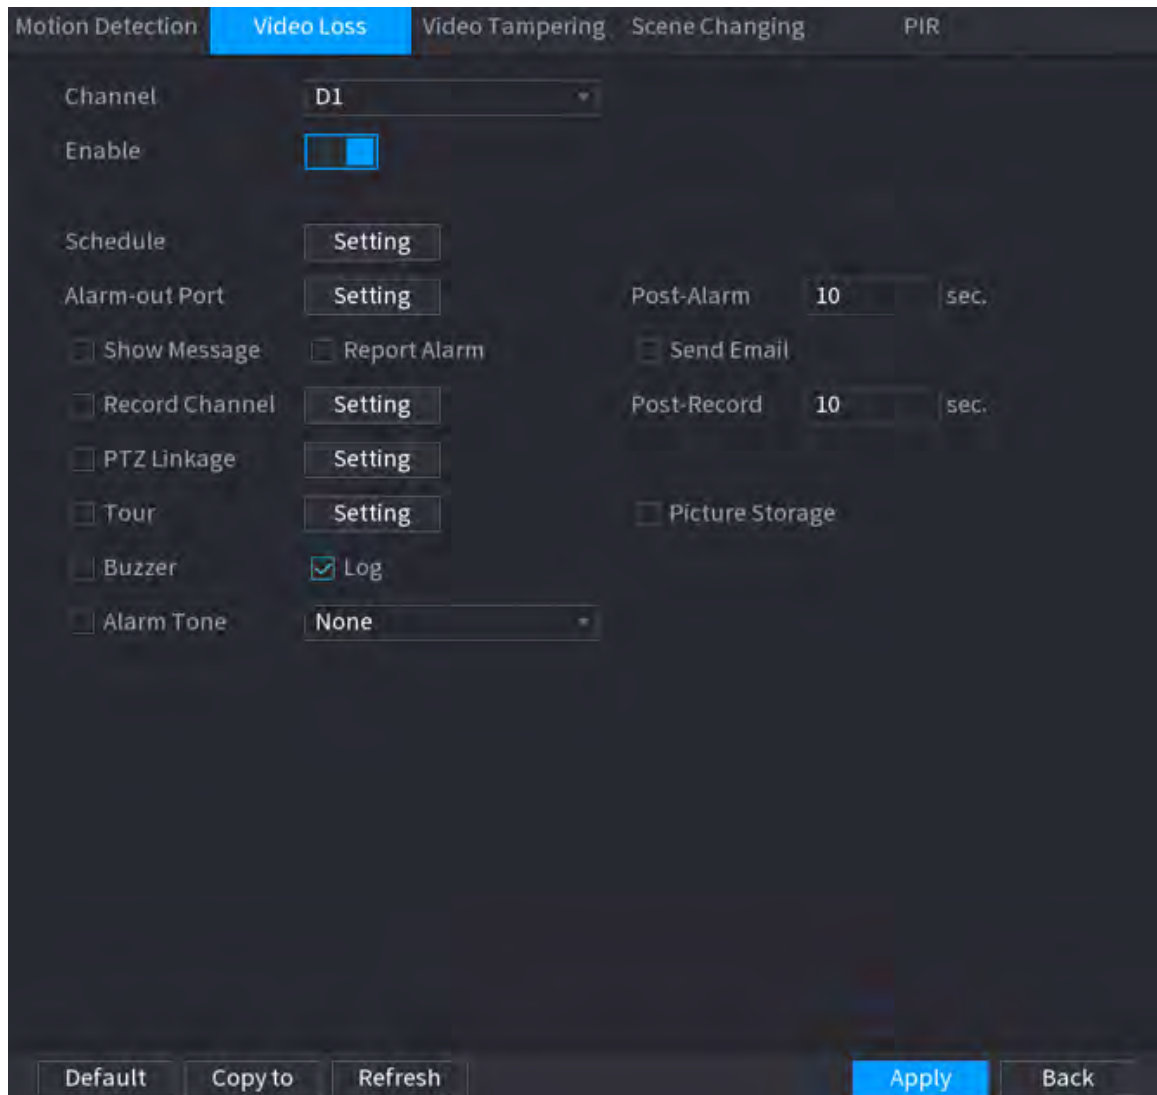 Motion Detection Video Loss Video Tampering Scene Changing PIR
Channel D1
Enable
Schedule Setting
Alarm-out Port Setting Post-Alarm 10 sec.
Show Message Report Alarm Send Email
Record Channel Setting Post-Record 10 sec.
PTZ Linkage Setting
Tour Setting Picture Storage
Buzzer Log
Alarm Tone None
Default Copy to Refresh Apply Back